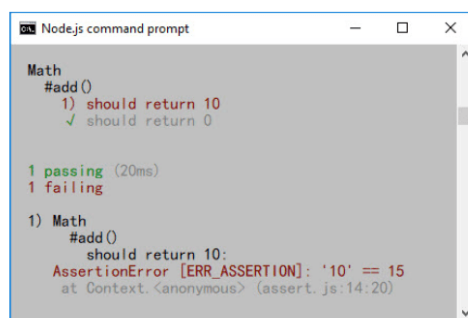 Node.js command prompt
Math
#add()
1) should return 10
√ should return 0
1 passing (20ms)
1 failing
1) Math
#add()
should return 10:
AssertionError [ERR_ASSERTION]: '10' == 15
at Context.<anonymous> (assert.js:14:20)